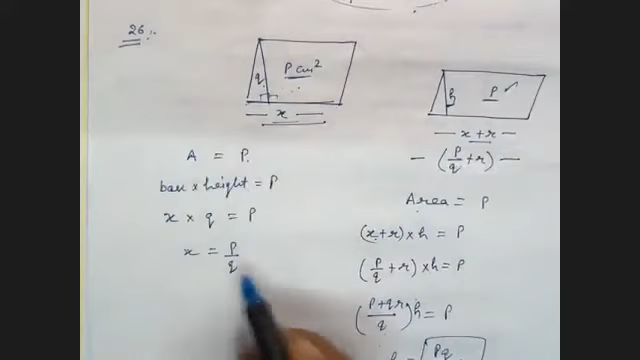 26:-
q
P cm²
x
A = P.
base x height = P
x x q = P
x = P/q
h
P ✓
x+r
(P/q + r)
Area = P
(x+r) x h = P
(P/q + r) x h = P
(P+qr/q) h = P
h = Pq